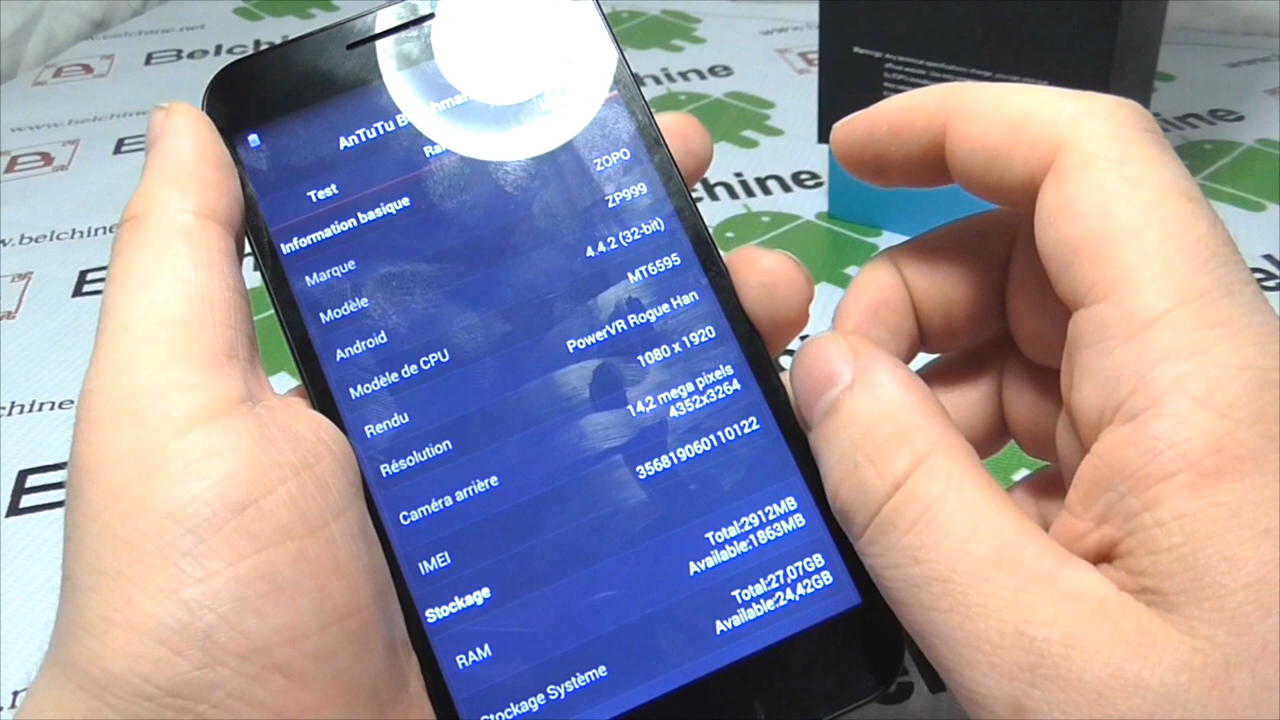 www.belchine.net
Belchine
AnTuTu
Test
Information basique
Marque
ZOPO
Modèle
ZP999
Android
4.4.2 (32-bit)
Modèle de CPU
MT6595
Rendu
PowerVR Rogue Han
Résolution
1080 x 1920
Caméra arrière
14,2 mega pixels
4352x3264
IMEI
356819060110122
Stockage
RAM
Total:2912MB
Available:1863MB
Stockage Système
Total:27,07GB
Available:24,42GB